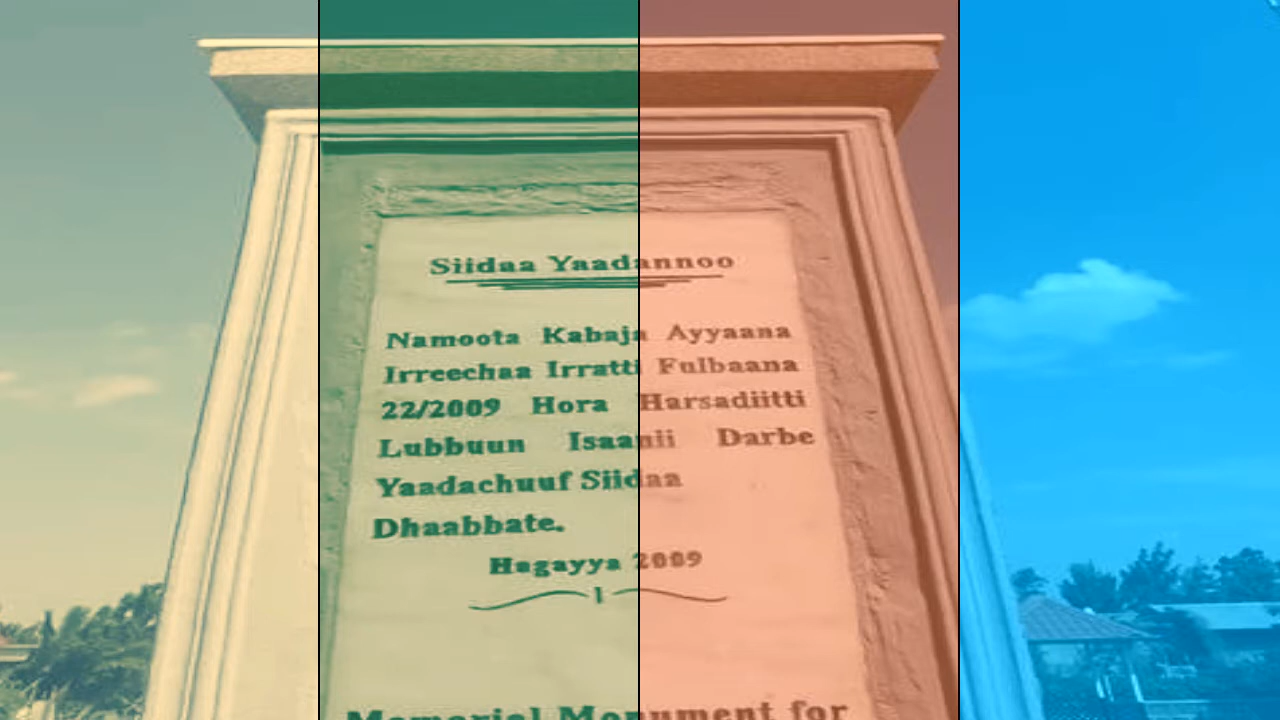 Siidaa Yaadannoo
Namoota Kabaja Ayyaana
Irreechaa Irratti Fulbaana
22/2009 Hora Harsadiitti
Lubbuun Isaanii Darbe
Yaadachuuf Siidaa
Dhaabbate.
Hagayya 2009
Memorial Monument for